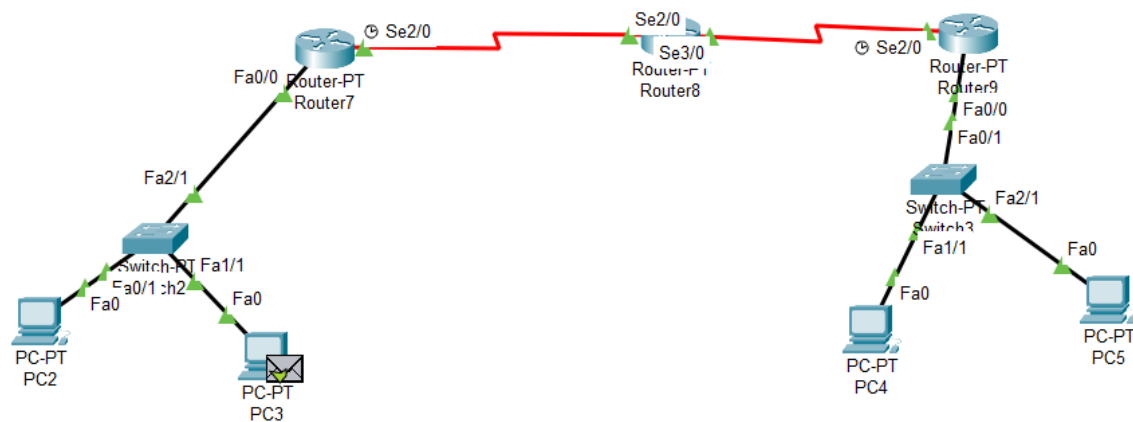 Se2/0
Fa0/0
Router-PT
Router7
Se2/0
Se3/0
Router-PT
Router8
Se2/0
Router-PT
Router9
Fa0/0
Fa0/1
Fa2/1
Fa1/1
Fa0/1
Fa0
Fa0
PC-PT
PC2
PC-PT
PC3
Switch-PT
Switch3
Fa2/1
Fa1/1
Fa0
Fa0
PC-PT
PC4
PC-PT
PC5